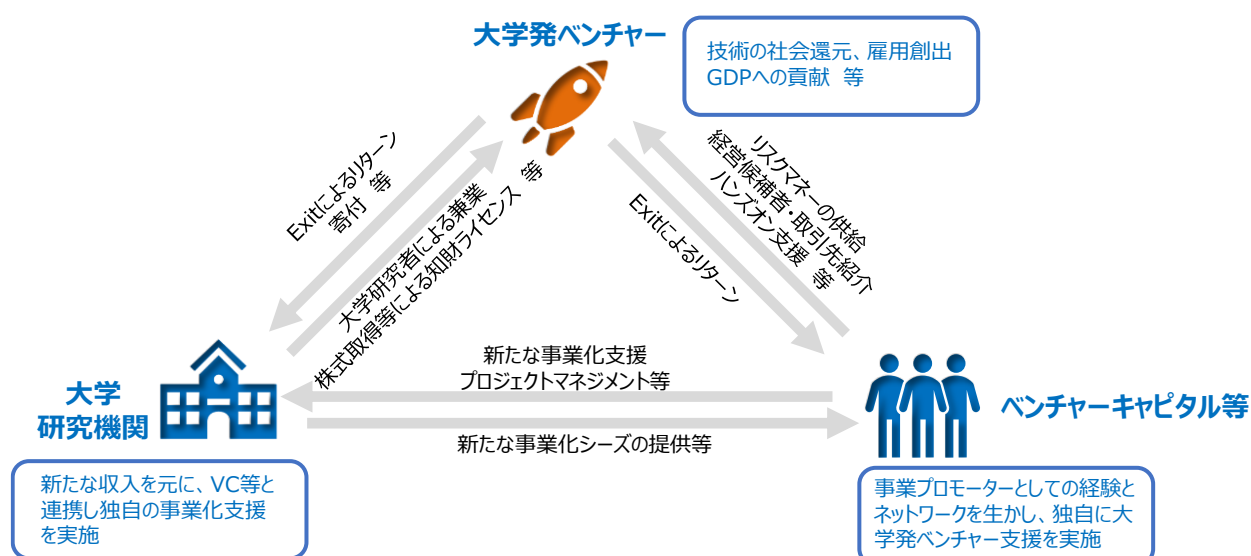 大学発ベンチャー
技術の社会還元、雇用創出
GDPへの貢献 等
Exitによるリターン
寄付 等
大学研究者による兼業
株式取得等による知財ライセンス 等
リスクマネーの供給
経営候補者・取引先紹介
ハンズオン支援 等
Exitによるリターン
新たな事業化支援
プロジェクトマネジメント等
新たな事業化シーズの提供等
大学
研究機関
ベンチャーキャピタル等
新たな収入を元に、VC等と
連携し独自の事業化支援
を実施
事業プロモーターとしての経験と
ネットワークを生かし、独自に大
学発ベンチャー支援を実施